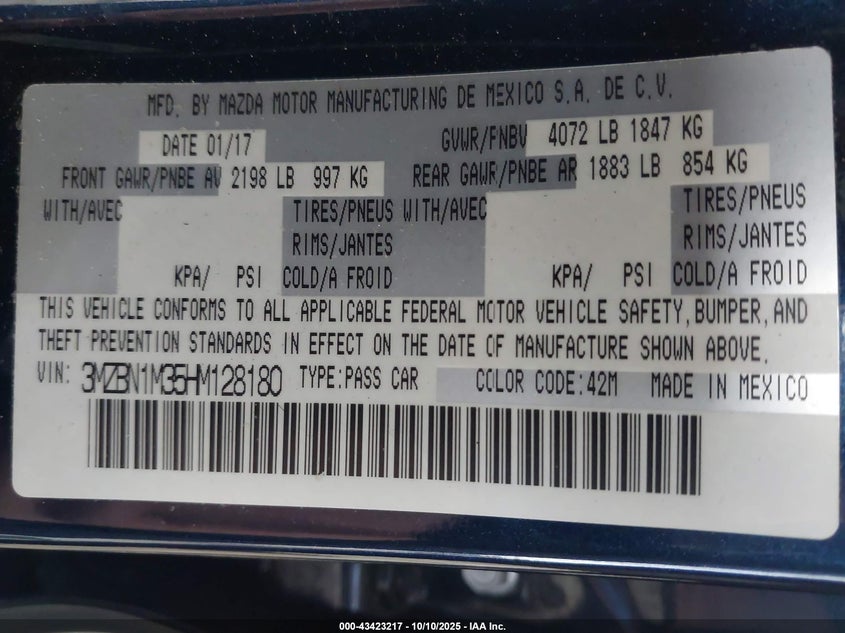 MFD. BY MAZDA MOTOR MANUFACTURING DE MEXICO S.A. DE C.V.
DATE 01/17 GVWR/PNBV 4072 LB 1847 KG
FRONT GAWR/PNBE AV 2198 LB 997 KG REAR GAWR/PNBE AR 1883 LB 854 KG
WITH/AVEC TIRES/PNEUS WITH/AVEC TIRES/PNEUS
RIMS/JANTES RIMS/JANTES
KPA/ PSI COLD/A FROID KPA/ PSI COLD/A FROID
THIS VEHICLE CONFORMS TO ALL APPLICABLE FEDERAL MOTOR VEHICLE SAFETY, BUMPER, AND
THEFT PREVENTION STANDARDS IN EFFECT ON THE DATE OF MANUFACTURE SHOWN ABOVE.
VIN: 3MZBN1M35HM128180 TYPE:PASS CAR COLOR CODE:42M MADE IN MEXICO
000-43423217 - 10/10/2025 - IAA Inc.